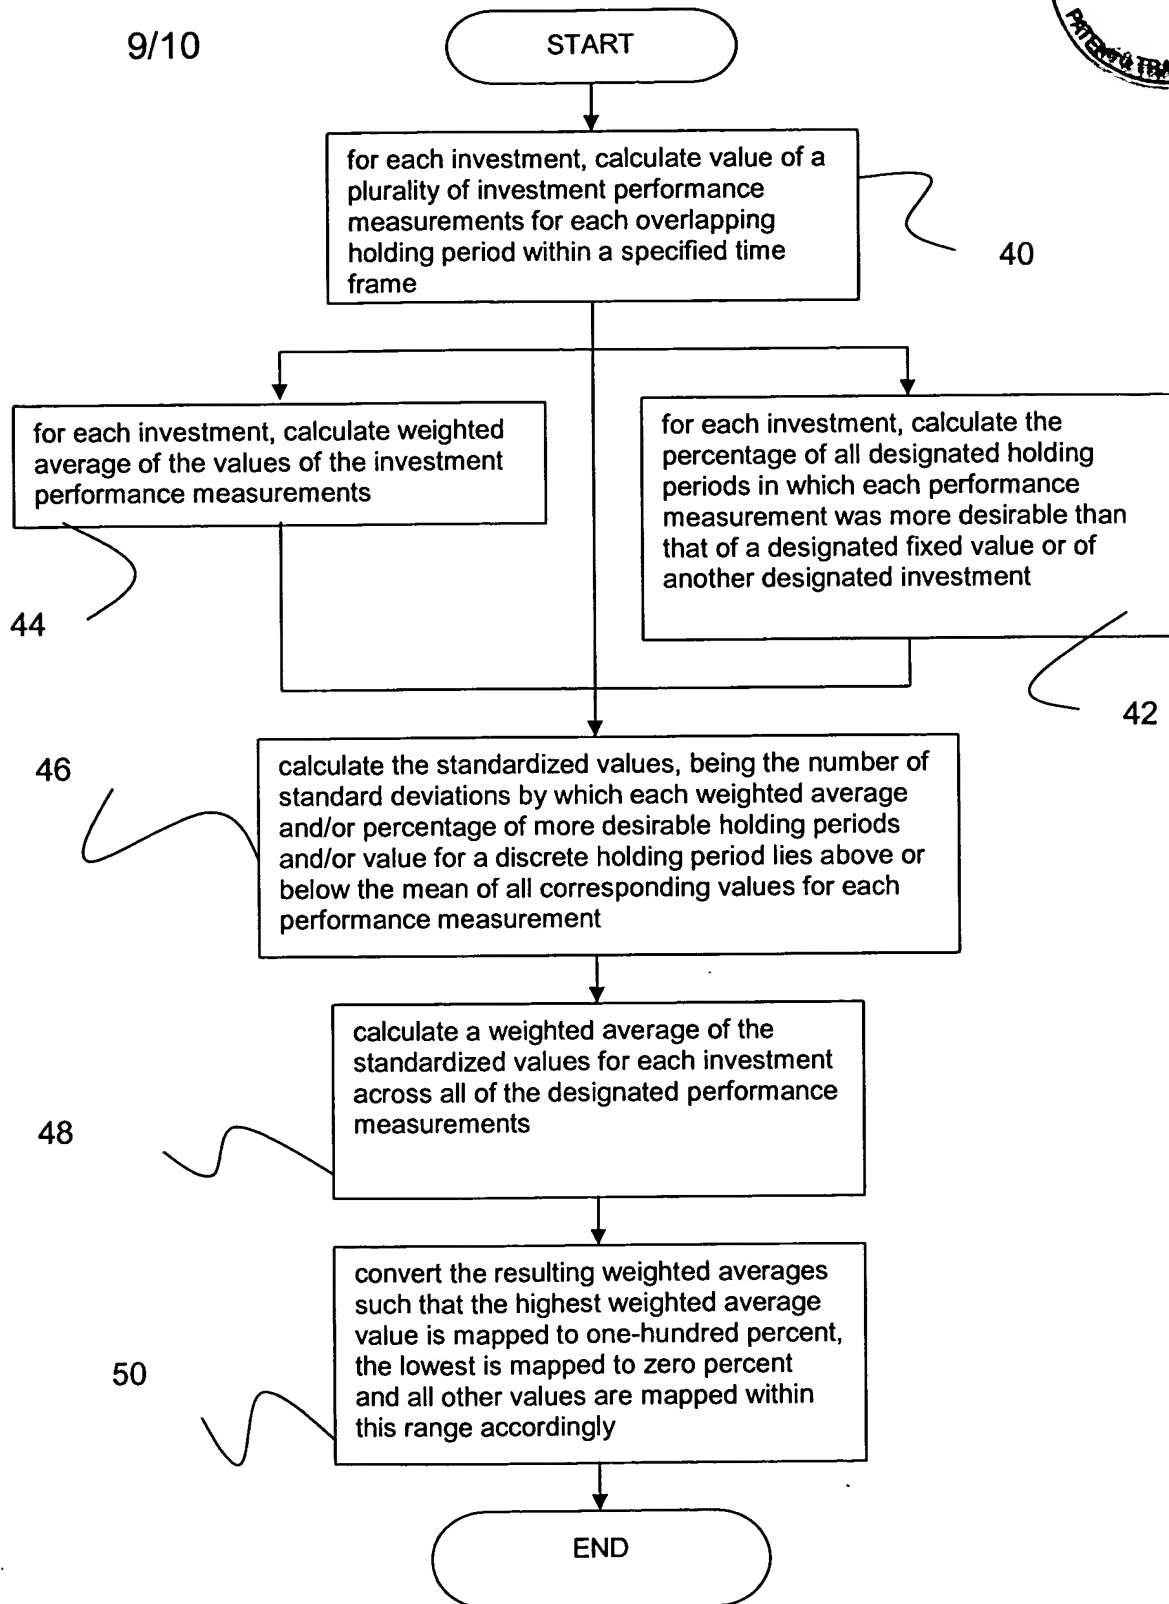 9/10
START
for each investment, calculate value of a
plurality of investment performance
measurements for each overlapping
holding period within a specified time
frame
40
for each investment, calculate weighted
average of the values of the investment
performance measurements
44
for each investment, calculate the
percentage of all designated holding
periods in which each performance
measurement was more desirable than
that of a designated fixed value or of
another designated investment
42
46
calculate the standardized values, being the number of
standard deviations by which each weighted average
and/or percentage of more desirable holding periods
and/or value for a discrete holding period lies above or
below the mean of all corresponding values for each
performance measurement
calculate a weighted average of the
standardized values for each investment
across all of the designated performance
measurements
48
convert the resulting weighted averages
such that the highest weighted average
value is mapped to one-hundred percent,
the lowest is mapped to zero percent
and all other values are mapped within
this range accordingly
50
END